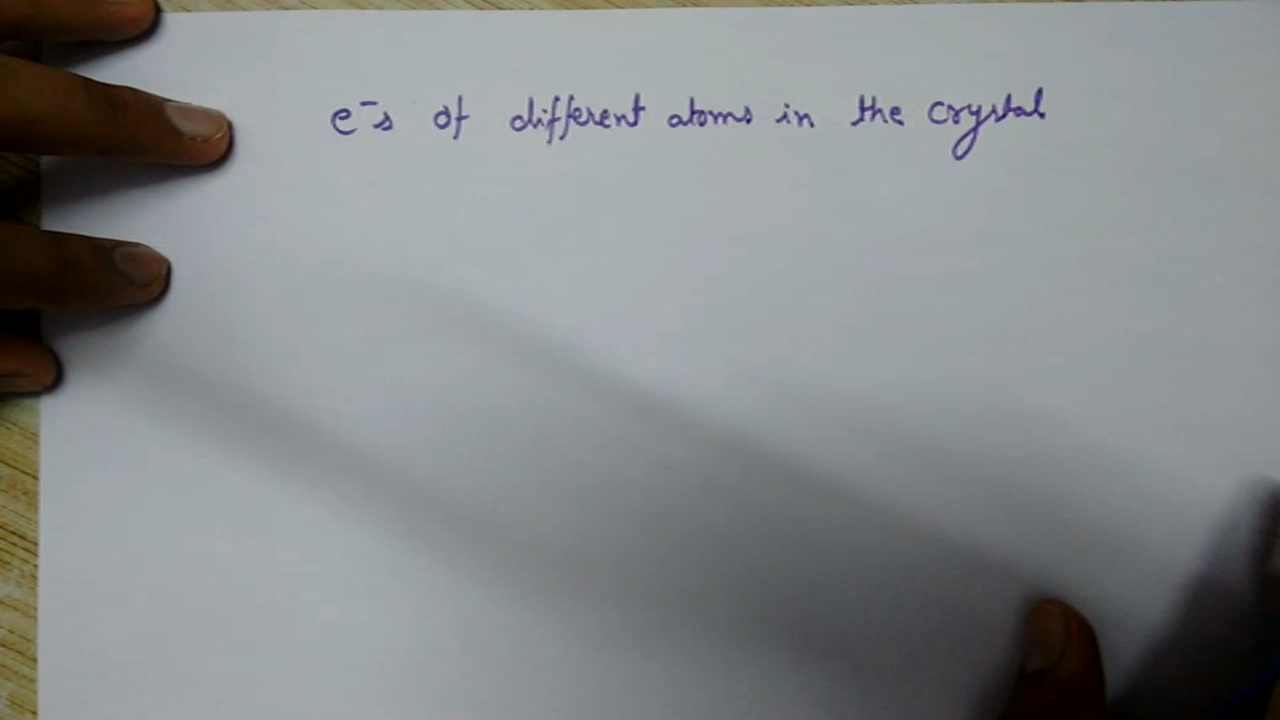 e⁻s of different atoms in the crystal